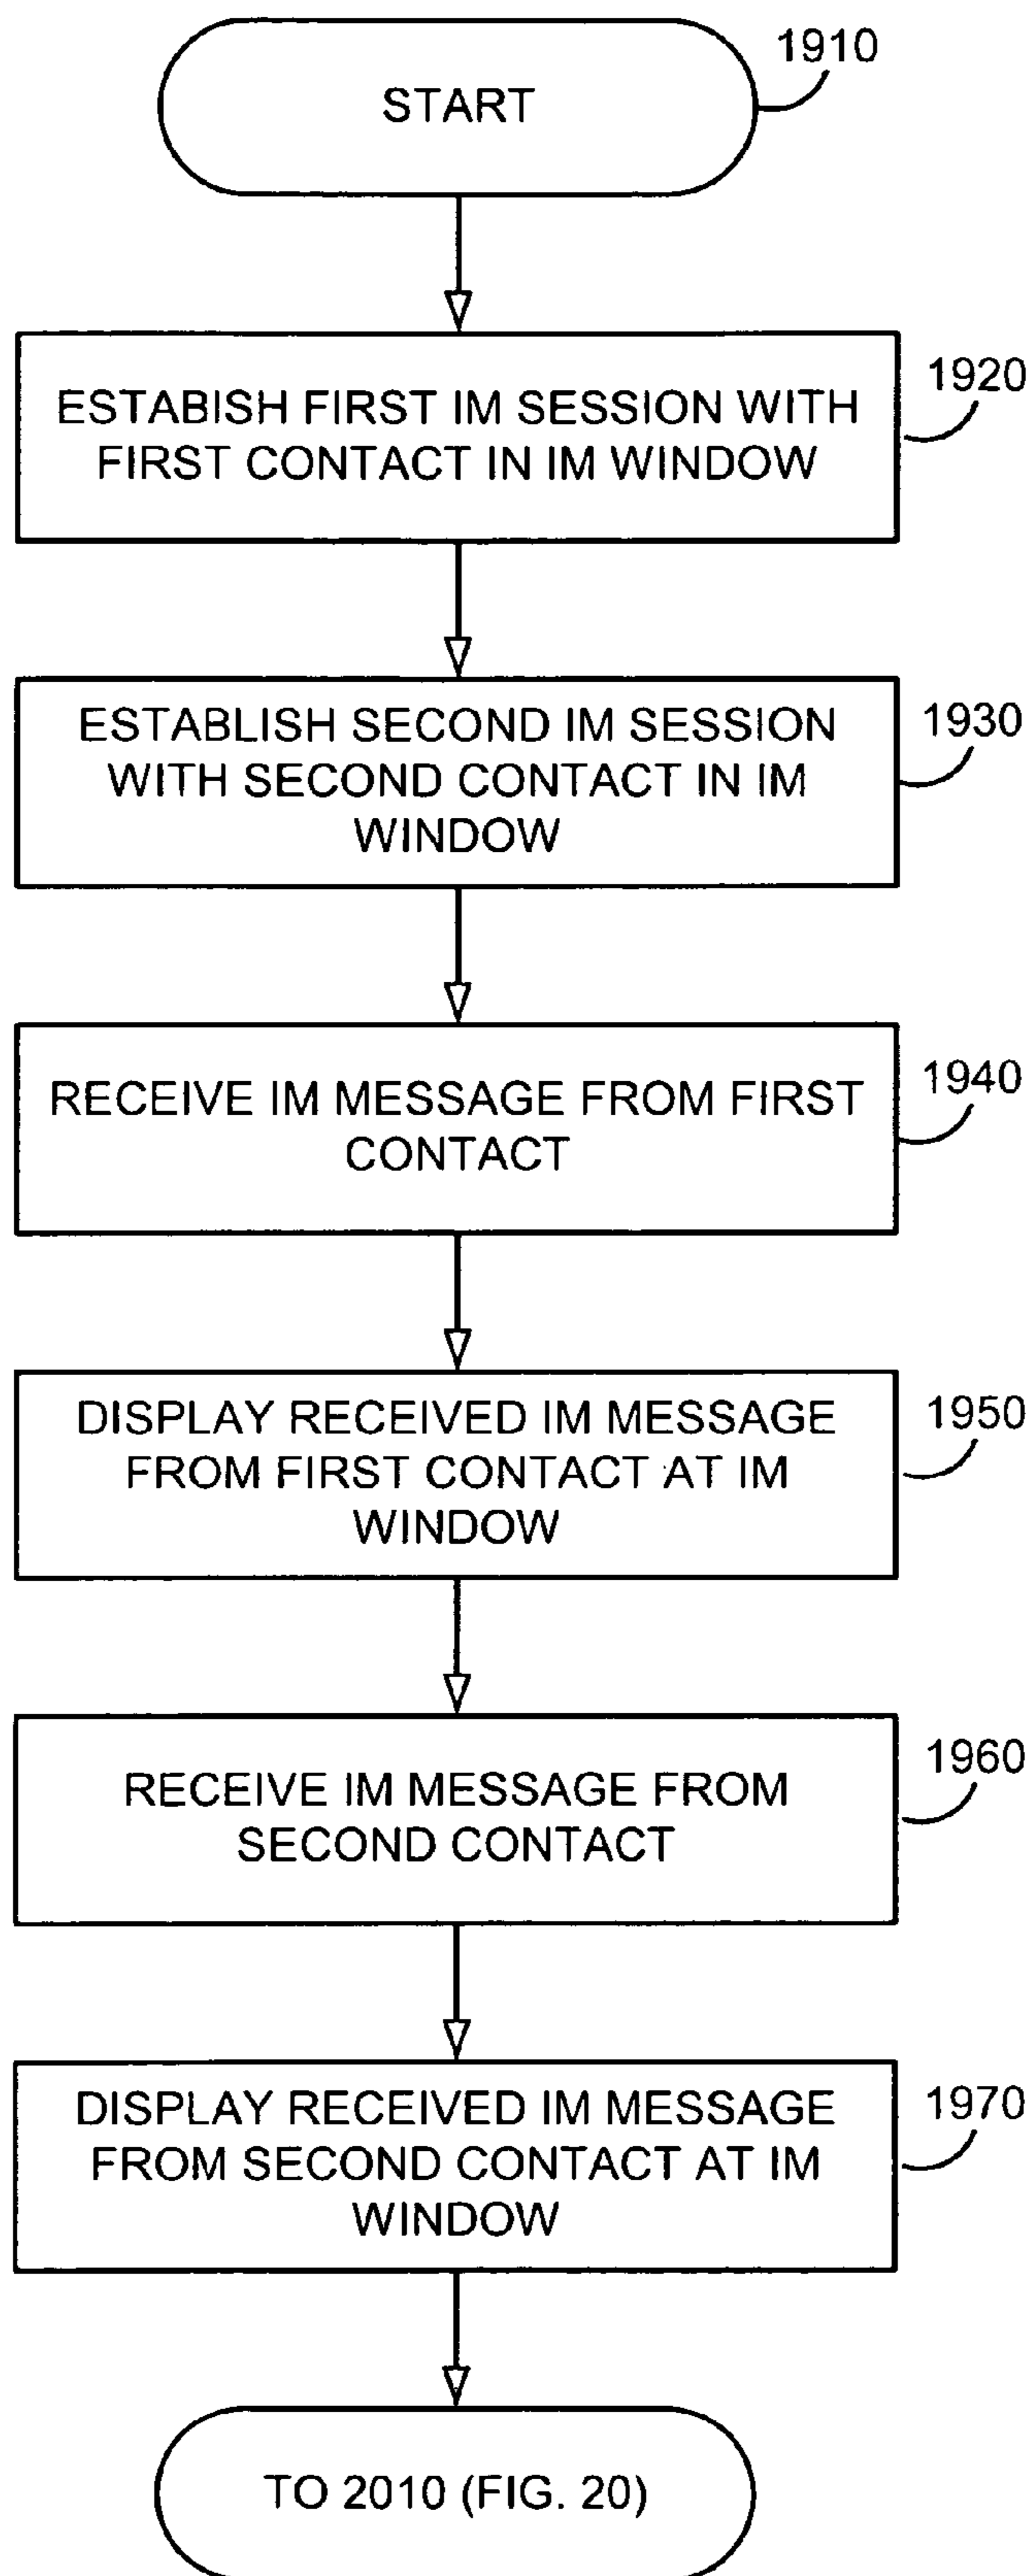 START
1910
ESTABISH FIRST IM SESSION WITH
FIRST CONTACT IN IM WINDOW
1920
ESTABLISH SECOND IM SESSION
WITH SECOND CONTACT IN IM
WINDOW
1930
RECEIVE IM MESSAGE FROM FIRST
CONTACT
1940
DISPLAY RECEIVED IM MESSAGE
FROM FIRST CONTACT AT IM
WINDOW
1950
RECEIVE IM MESSAGE FROM
SECOND CONTACT
1960
DISPLAY RECEIVED IM MESSAGE
FROM SECOND CONTACT AT IM
WINDOW
1970
TO 2010 (FIG. 20)